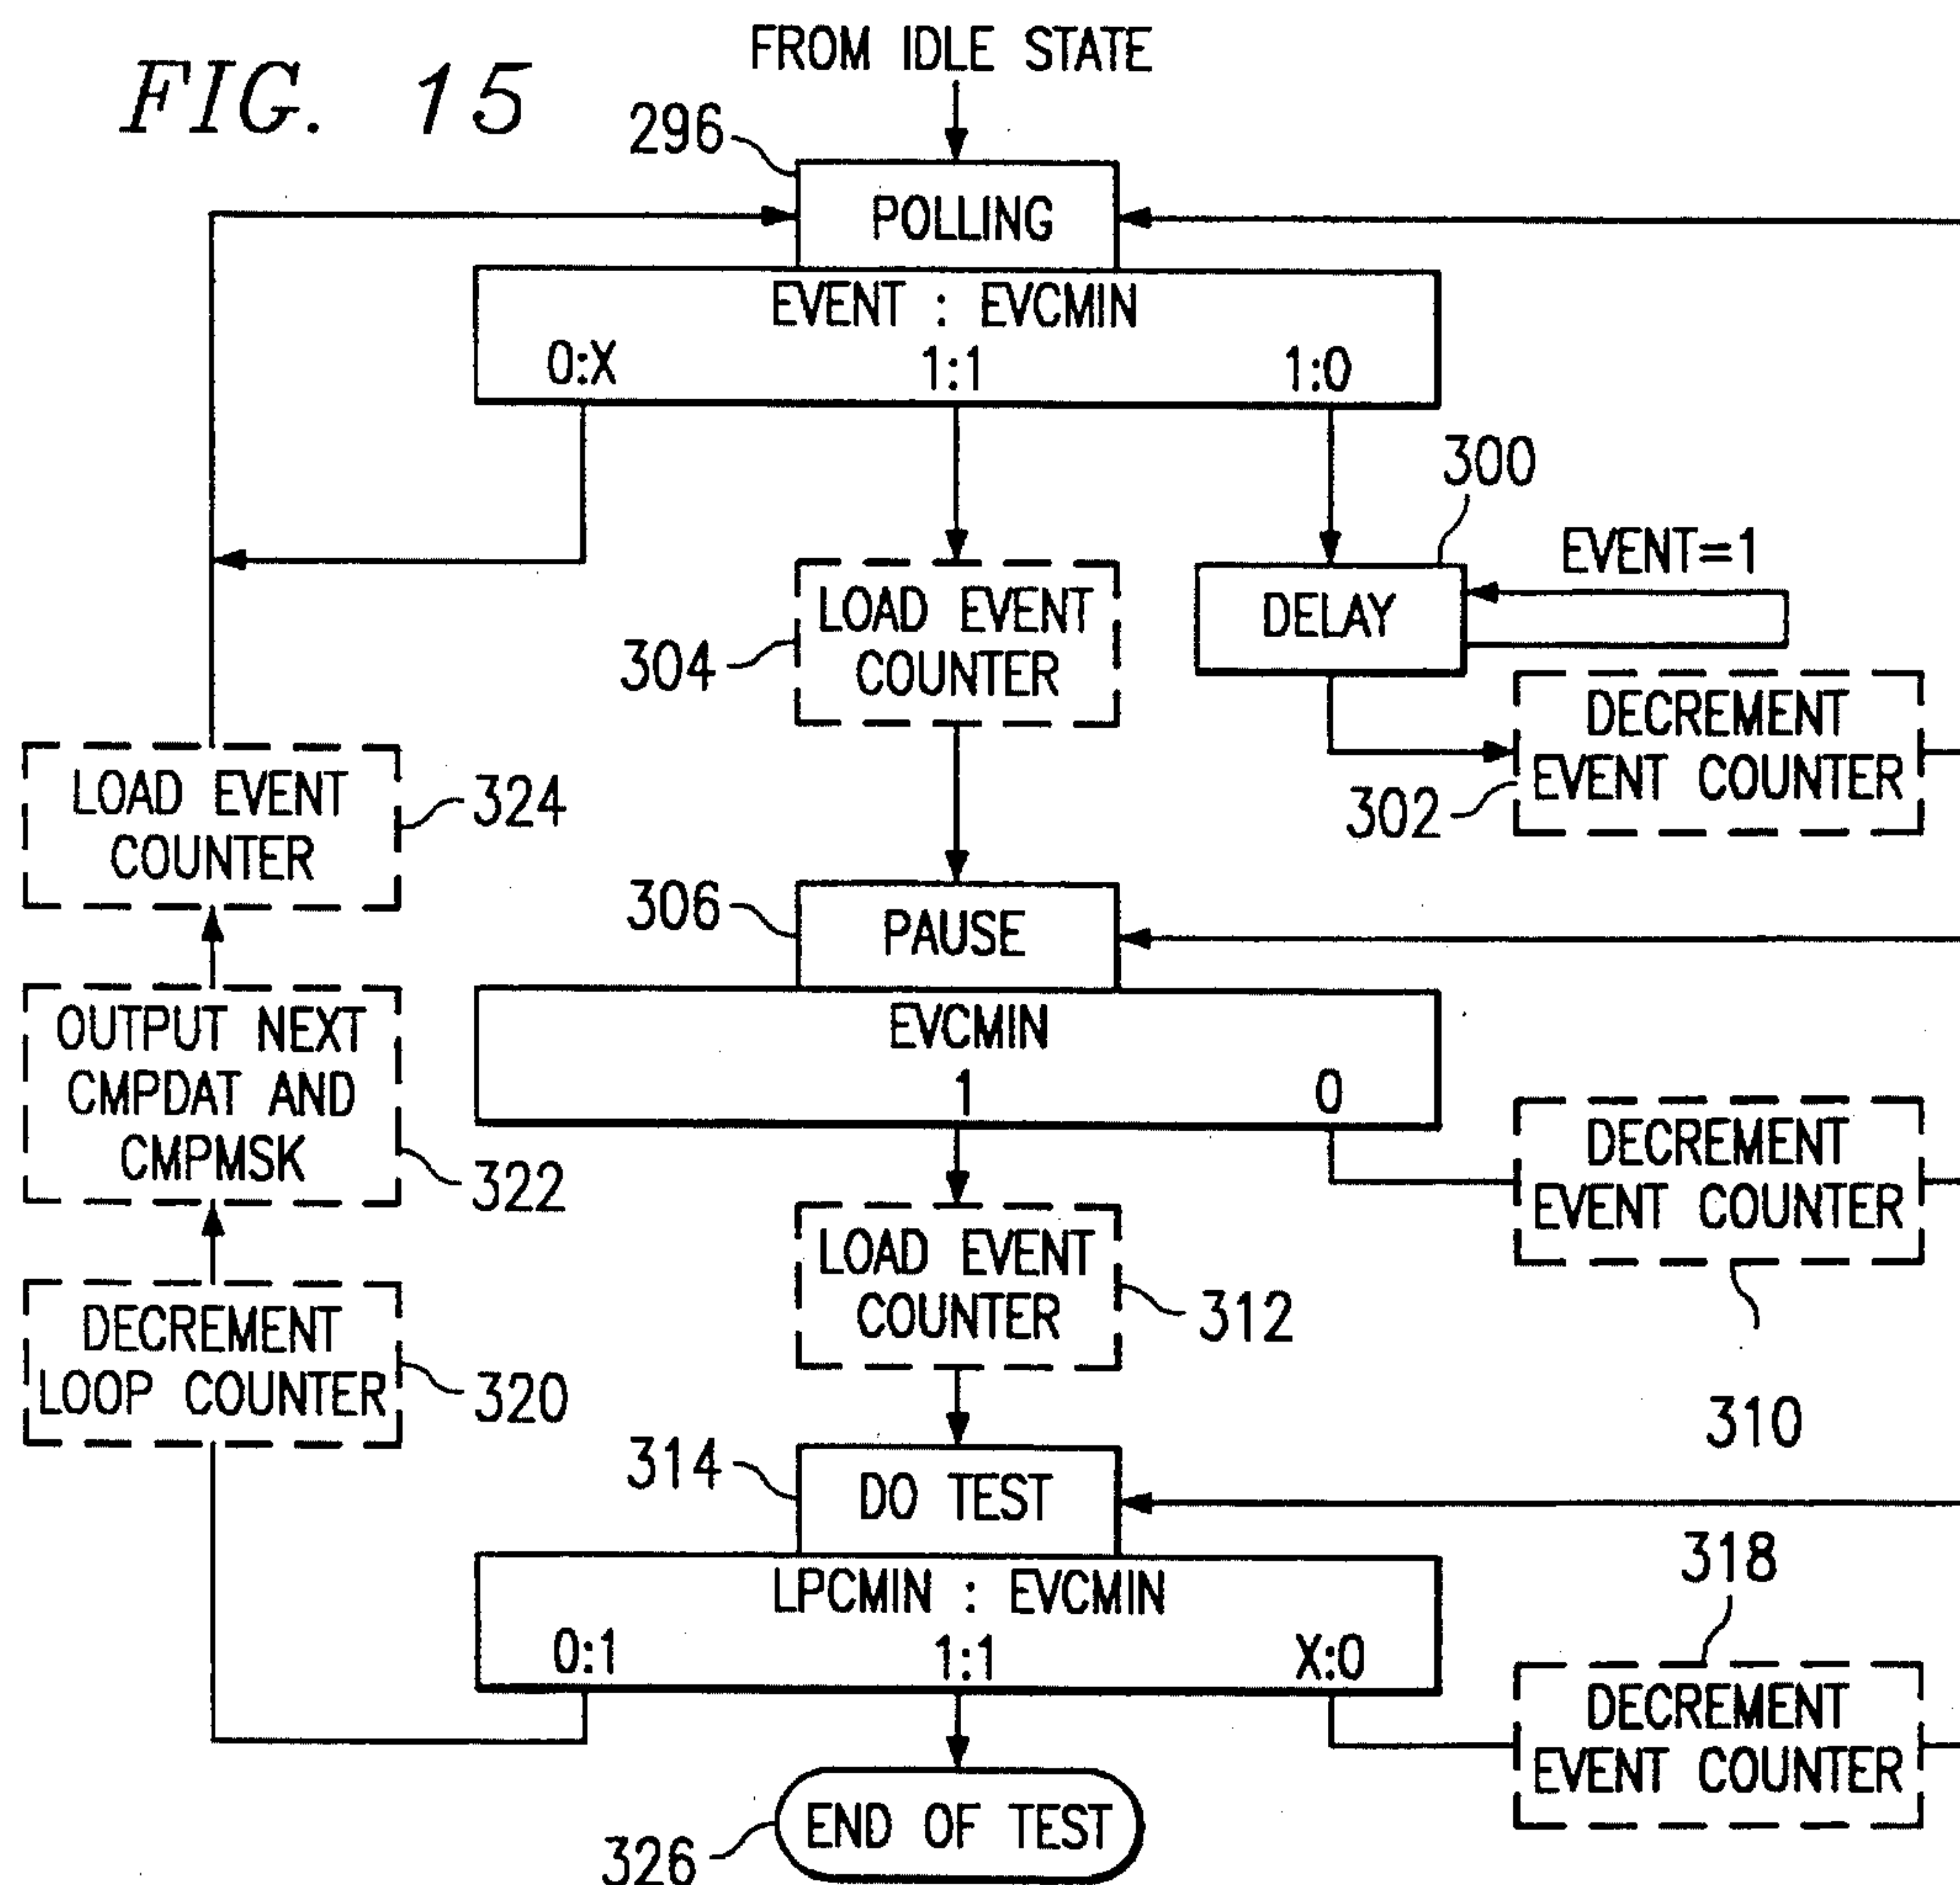 FIG. 15
FROM IDLE STATE
296
POLLING
EVENT : EVCMIN
0:X
1:1
1:0
300
EVENT=1
DELAY
304
LOAD EVENT
COUNTER
302
DECREMENT
EVENT COUNTER
LOAD EVENT
COUNTER
324
306
PAUSE
EVCMIN
1
0
OUTPUT NEXT
CMPDAT AND
CMPMSK
322
DECREMENT
EVENT COUNTER
310
LOAD EVENT
COUNTER
312
DECREMENT
LOOP COUNTER
320
314
DO TEST
LPCMIN : EVCMIN
0:1
1:1
X:0
318
DECREMENT
EVENT COUNTER
326
END OF TEST